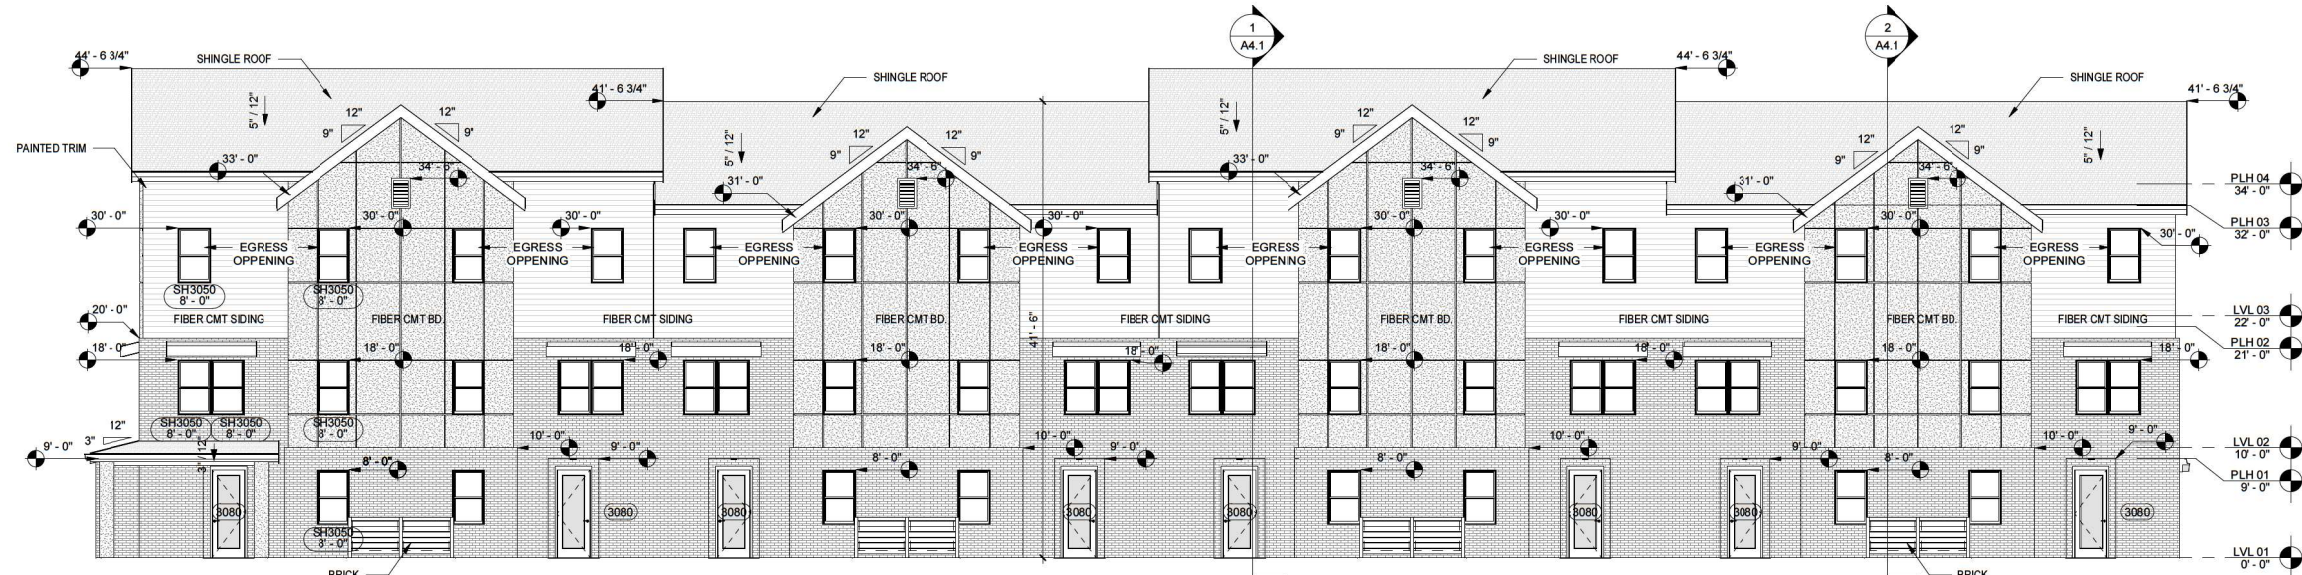 1
A4.1
2
A4.1
44' - 6 3/4"
SHINGLE ROOF
SHINGLE ROOF
44' - 6 3/4"
SHINGLE ROOF
SHINGLE ROOF
41' - 6 3/4"
41' - 6 3/4"
5" / 12"
12"
12"
9"
9"
5" / 12"
12"
12"
9"
9"
5" / 12"
12"
12"
9"
9"
12"
12"
9"
9"
5" / 12"
PAINTED TRIM
33' - 0"
34' - 6"
31' - 0"
34' - 6"
33' - 0"
34' - 6"
31' - 0"
34' - 6"
PLH 04
34' - 0"
30' - 0"
30' - 0"
30' - 0"
30' - 0"
30' - 0"
30' - 0"
30' - 0"
30' - 0"
30' - 0"
PLH 03
32' - 0"
EGRESS
OPPENING
EGRESS
OPPENING
EGRESS
OPPENING
EGRESS
OPPENING
EGRESS
OPPENING
EGRESS
OPPENING
EGRESS
OPPENING
EGRESS
OPPENING
SH3050
8' - 0"
SH3050
8' - 0"
20' - 0"
FIBER CMT SIDING
FIBER CMT BD.
FIBER CMT SIDING
FIBER CMT BD.
41' - 6"
FIBER CMT SIDING
FIBER CMT BD.
FIBER CMT SIDING
FIBER CMT BD.
FIBER CMT SIDING
LVL 03
22' - 0"
PLH 02
21' - 0"
18' - 0"
18' - 0"
18' - 0"
18' - 0"
18' - 0"
18' - 0"
18' - 0"
18' - 0"
18' - 0"
SH3050
8' - 0"
SH3050
8' - 0"
SH3050
8' - 0"
12"
3"
3" / 12"
9' - 0"
10' - 0"
9' - 0"
10' - 0"
9' - 0"
10' - 0"
9' - 0"
10' - 0"
9' - 0"
LVL 02
10' - 0"
8' - 0"
8' - 0"
8' - 0"
8' - 0"
PLH 01
9' - 0"
3080
3080
3080
3080
3080
3080
3080
3080
SH3050
8' - 0"
LVL 01
0' - 0"
BRICK
BRICK